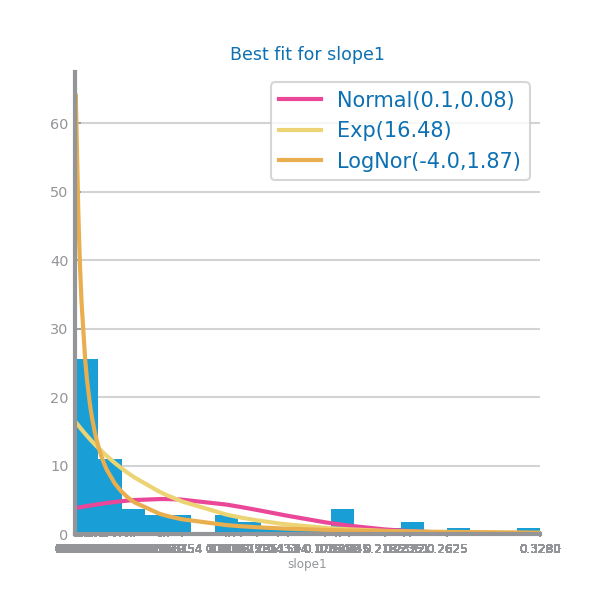 Best fit for slope1
Normal(0.1,0.08)
Exp(16.48)
LogNor(-4.0,1.87)
60
50
40
30
20
10
0
0.2625
slope1